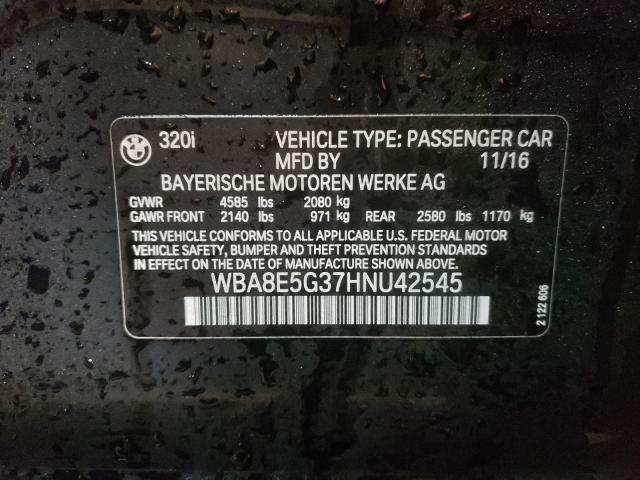 BMW
320i VEHICLE TYPE: PASSENGER CAR
MFD BY 11/16
BAYERISCHE MOTOREN WERKE AG
GVWR 4585 lbs 2080 kg
GAWR FRONT 2140 lbs 971 kg REAR 2580 lbs 1170 kg
THIS VEHICLE CONFORMS TO ALL APPLICABLE U.S. FEDERAL MOTOR
VEHICLE SAFETY, BUMPER AND THEFT PREVENTION STANDARDS
IN EFFECT ON THE DATE OF MANUFACTURE SHOWN ABOVE.
WBA8E5G37HNU42545
2 122 606